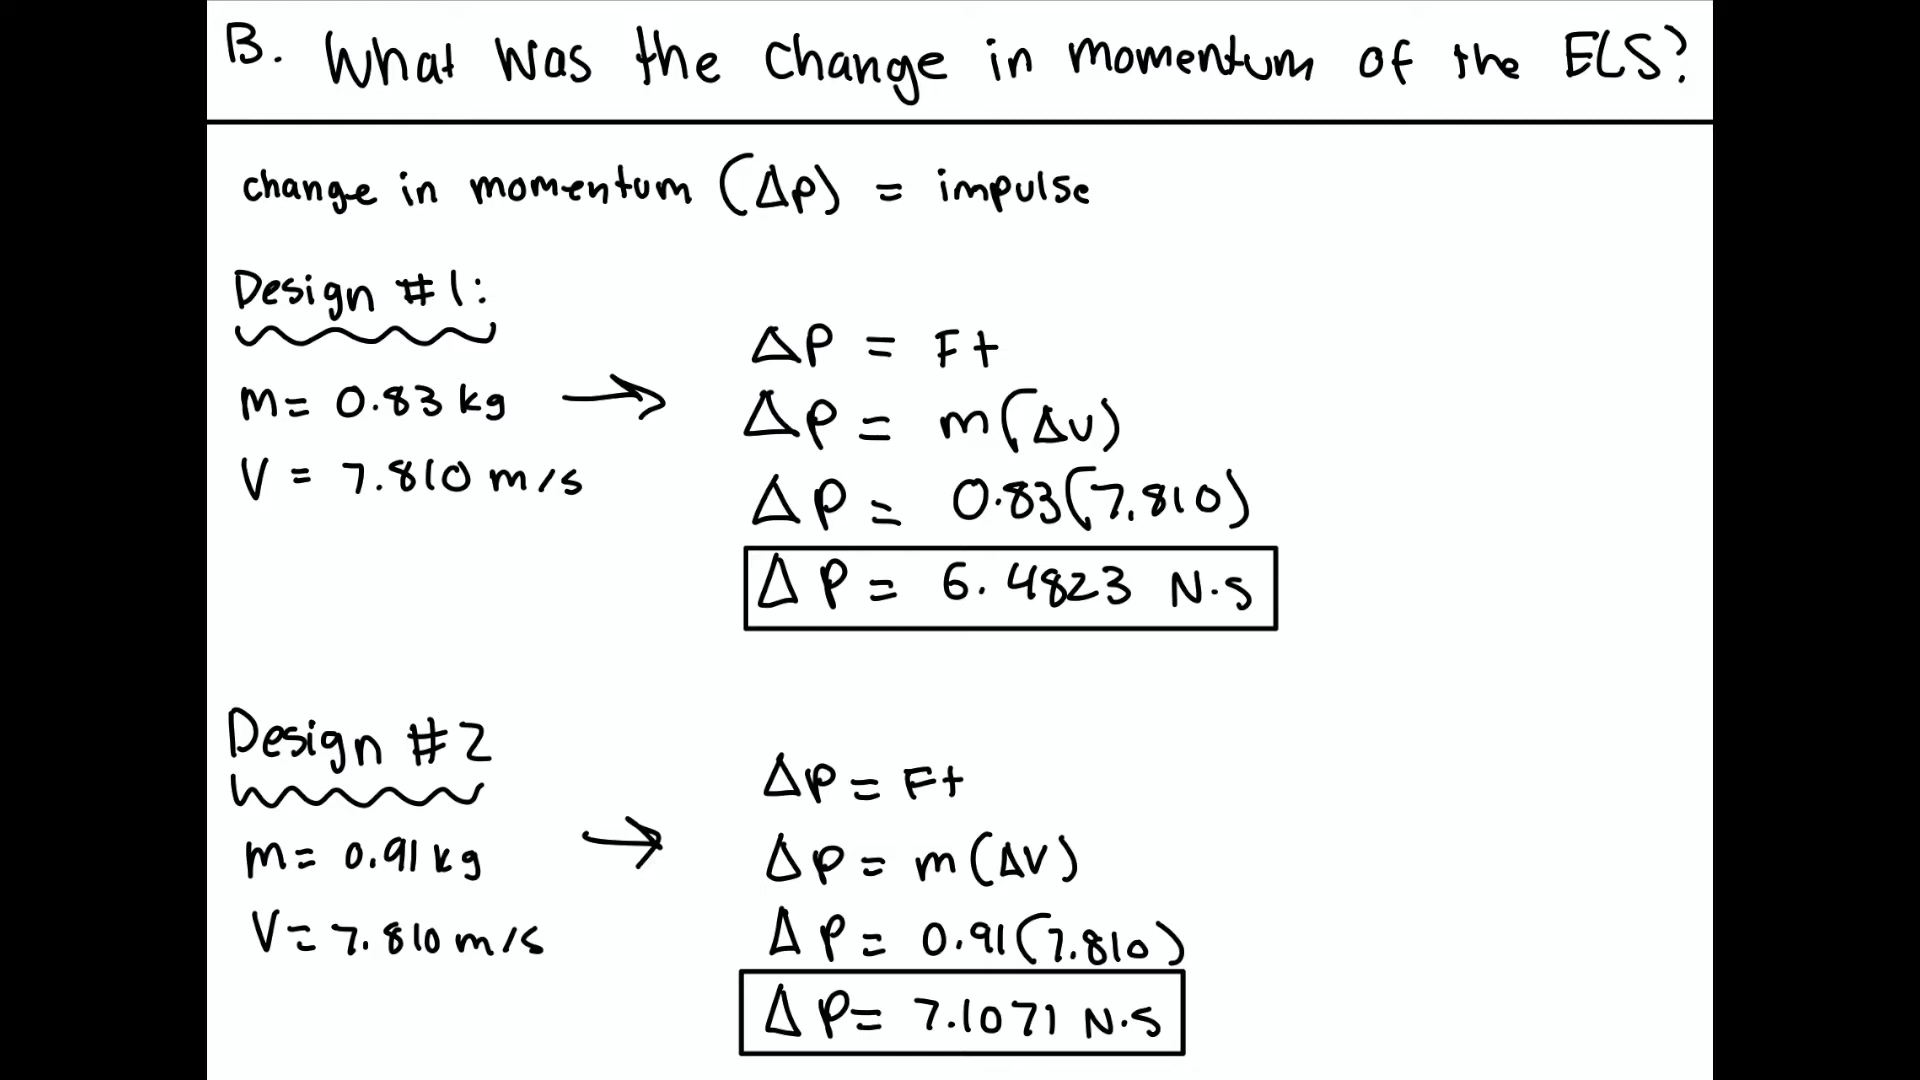 B. What was the change in momentum of the ELS?
change in momentum (Δp) = impulse
Design #1:
m = 0.83 kg
V = 7.810 m/s
ΔP = Ft
ΔP = m(Δv)
ΔP = 0.83(7.810)
ΔP = 6.4823 N·s
Design #2
m = 0.91 kg
V = 7.810 m/s
ΔP = Ft
ΔP = m(ΔV)
ΔP = 0.91(7.810)
ΔP = 7.1071 N·s